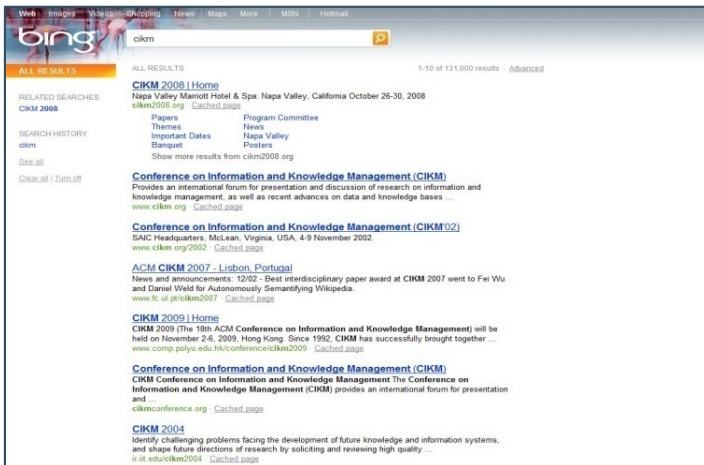 Web Images Videos Shopping News Maps More | MSN | Hotmail
bing
cikm
ALL RESULTS
RELATED SEARCHES
CIKM 2008
SEARCH HISTORY
cikm
See all
Clear all | Turn off
ALL RESULTS 1-10 of 131,000 results · Advanced
CIKM 2008 | Home
Napa Valley Marriott Hotel & Spa: Napa Valley, California October 26-30, 2008
cikm2008.org · Cached page
Papers Program Committee
Themes News
Important Dates Napa Valley
Banquet Posters
Show more results from cikm2008.org
Conference on Information and Knowledge Management (CIKM)
Provides an international forum for presentation and discussion of research on information and
knowledge management, as well as recent advances on data and knowledge bases ...
www.cikm.org · Cached page
Conference on Information and Knowledge Management (CIKM'02)
SAIC Headquarters, McLean, Virginia, USA, 4-9 November 2002.
www.cikm.org/2002 · Cached page
ACM CIKM 2007 - Lisbon, Portugal
News and announcements: 12/02 - Best interdisciplinary paper award at CIKM 2007 went to Fei Wu
and Daniel Weld for Autonomously Semantifying Wikipedia.
www.fc.ul.pt/cikm2007 · Cached page
CIKM 2009 | Home
CIKM 2009 (The 18th ACM Conference on Information and Knowledge Management) will be
held on November 2-6, 2009, Hong Kong. Since 1992, CIKM has successfully brought together ...
www.comp.polyu.edu.hk/conference/cikm2009 · Cached page
Conference on Information and Knowledge Management (CIKM)
CIKM Conference on Information and Knowledge Management The Conference on
Information and Knowledge Management (CIKM) provides an international forum for presentation
and ...
cikmconference.org · Cached page
CIKM 2004
Identify challenging problems facing the development of future knowledge and information systems,
and shape future directions of research by soliciting and reviewing high quality ...
ir.iit.edu/cikm2004 · Cached page